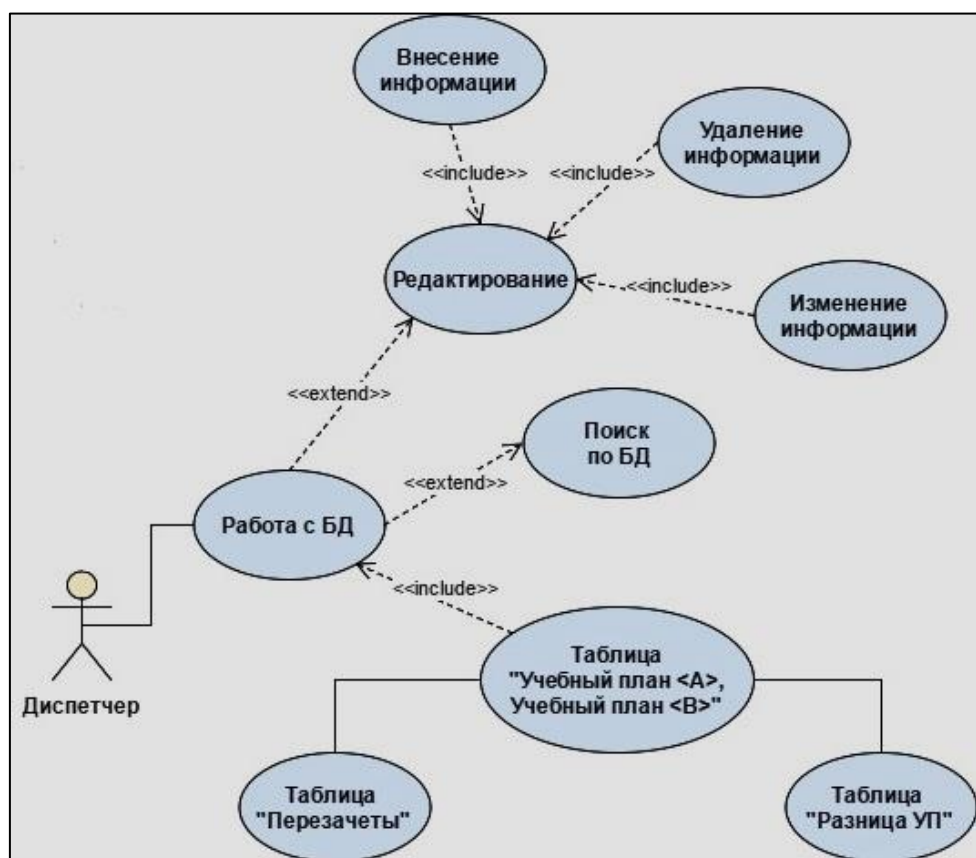 Внесение
информации
Удаление
информации
<<include>>
<<include>>
Редактирование
<<include>>
Изменение
информации
<<extend>>
Поиск
по БД
<<extend>>
Работа с БД
<<include>>
Таблица
"Учебный план <А>,
Учебный план <В>"
Диспетчер
Таблица
"Перезачеты"
Таблица
"Разница УП"